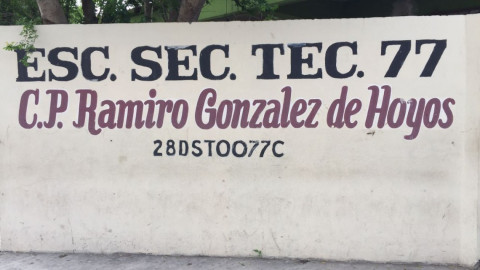 ESC. SEC. TEC. 77
C.P. Ramiro Gonzalez de Hoyos
28DST0077C